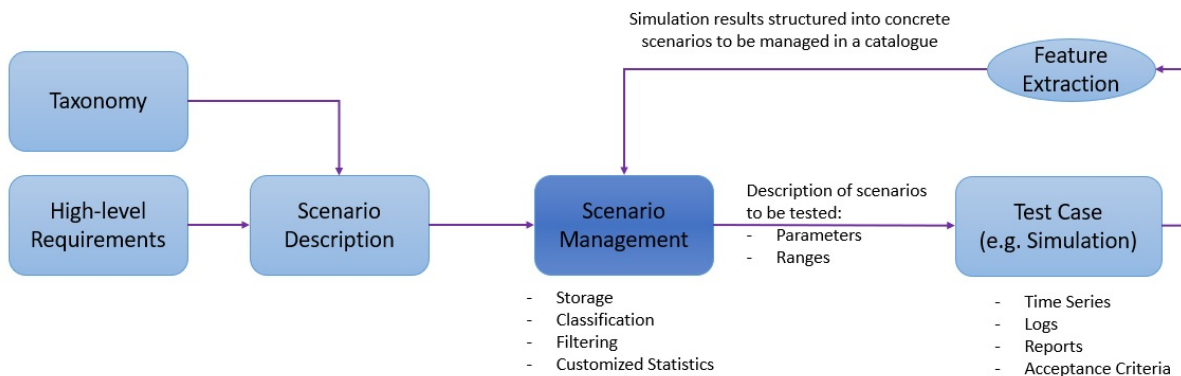 Simulation results structured into concrete
scenarios to be managed in a catalogue
Feature
Extraction
Taxonomy
High-level
Requirements
Scenario
Description
Scenario
Management
Description of scenarios
to be tested:
- Parameters
- Ranges
Test Case
(e.g. Simulation)
- Storage
- Classification
- Filtering
- Customized Statistics
- Time Series
- Logs
- Reports
- Acceptance Criteria